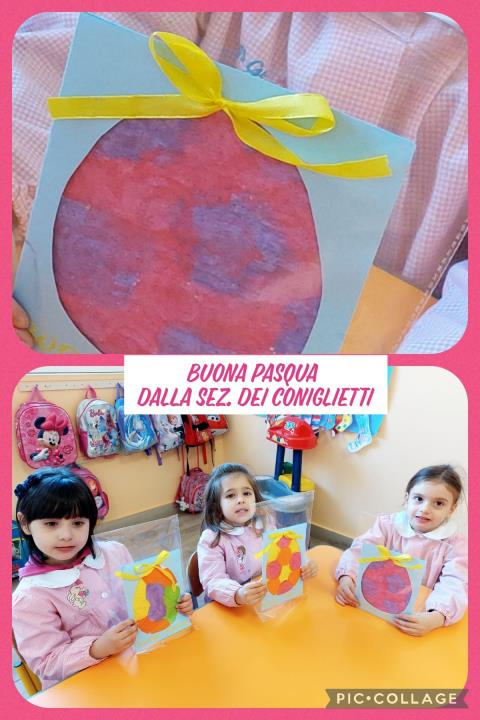 BUONA PASQUA
DALLA SEZ. DEI CONIGLIETTI
PIC•COLLAGE